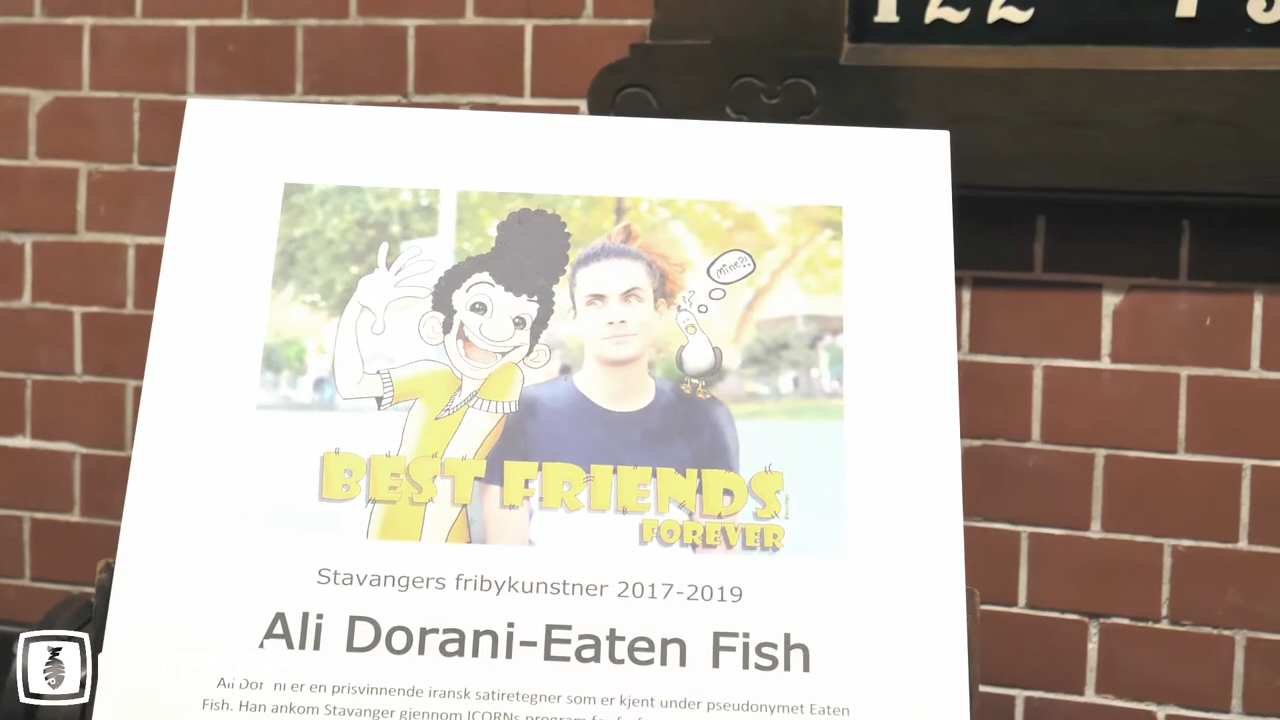 122
Mine?!
BEST FRIENDS
FOREVER
Stavangers fribykunstner 2017-2019
Ali Dorani-Eaten Fish
er en prisvinnende iransk satiretegner som er kjent under pseudonymet Eaten
Fish. Han ankom Stavanger gjennom ICORNs program